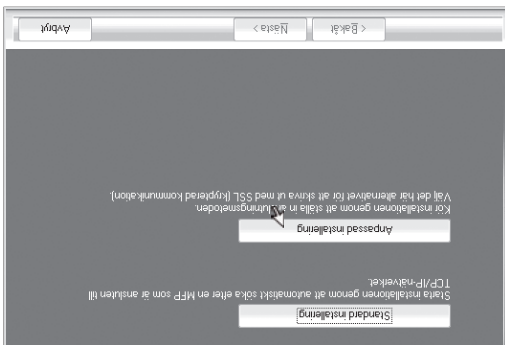 Standard installering
Starta installationen genom att automatiskt söka efter en MFP som är ansluten till
TCP/IP-nätverket.
Anpassad installering
Kör installationen genom att ställa in anslutningsmetoden.
Välj det här alternativet för att skriva ut med SSL (krypterad kommunikation).
< Bakåt
Nästa >
Avbryt